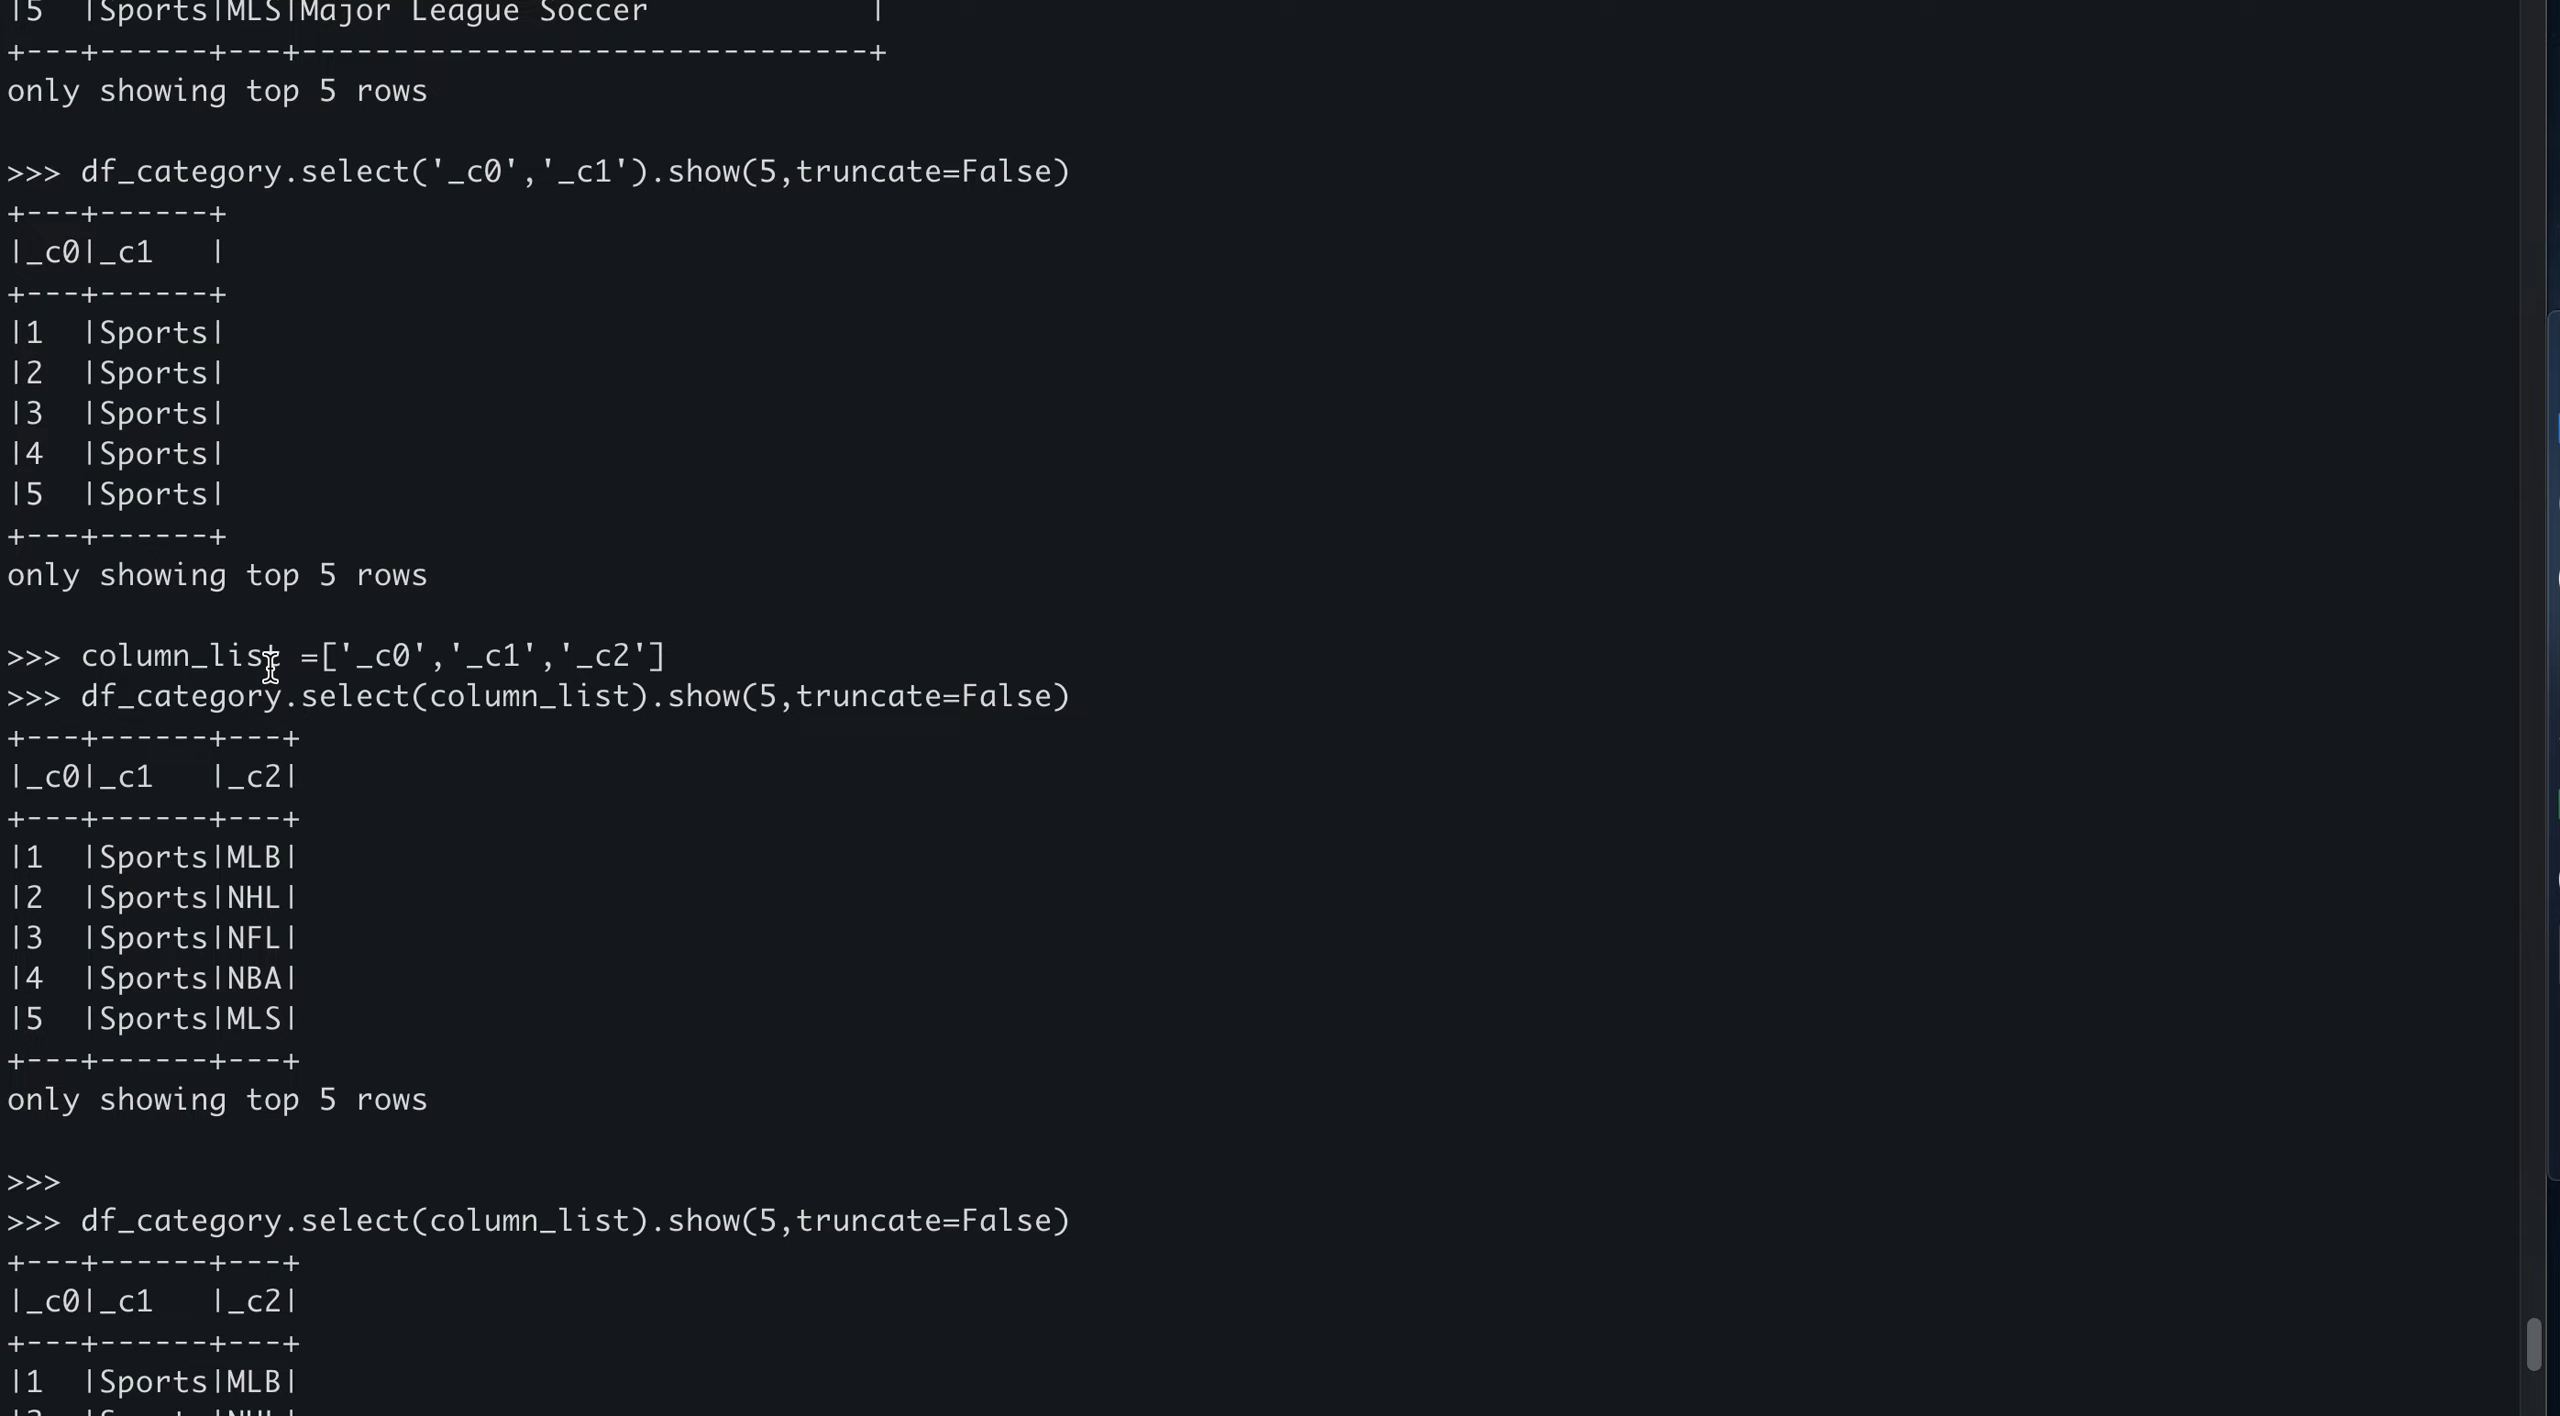 |5  |Sports|MLS|Major League Soccer            |
+---+------+---+-------------------------------+
only showing top 5 rows

>>> df_category.select('_c0','_c1').show(5,truncate=False)
+---+------+
|_c0|_c1   |
+---+------+
|1  |Sports|
|2  |Sports|
|3  |Sports|
|4  |Sports|
|5  |Sports|
+---+------+
only showing top 5 rows

>>> column_list =['_c0','_c1','_c2']
>>> df_category.select(column_list).show(5,truncate=False)
+---+------+---+
|_c0|_c1   |_c2|
+---+------+---+
|1  |Sports|MLB|
|2  |Sports|NHL|
|3  |Sports|NFL|
|4  |Sports|NBA|
|5  |Sports|MLS|
+---+------+---+
only showing top 5 rows

>>>
>>> df_category.select(column_list).show(5,truncate=False)
+---+------+---+
|_c0|_c1   |_c2|
+---+------+---+
|1  |Sports|MLB|